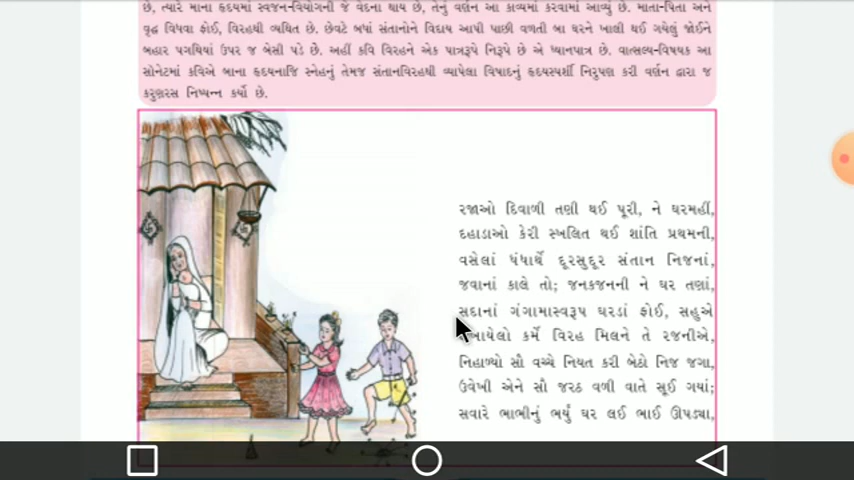 છે, ત્યારે માના હૃદયમાં સ્વજન-વિયોગની જે વેદના થાય છે, તેનું વર્ણન આ કાવ્યમાં કરવામાં આવ્યું છે. માતા-પિતા અને
વૃદ્ધ વિધવા ફોઈ, વિરહથી વ્યથિત છે. છેવટે બધાં સંતાનોને વિદાય આપી પાછી વળતી બા ઘરને ખાલી થઈ ગયેલું જોઈને
બહાર પગથિયાં ઉપર જ બેસી પડે છે. અહીં કવિ વિરહને એક પાત્રરૂપે નિરૂપે છે એ ધ્યાનપાત્ર છે. વાત્સલ્ય-વિષયક આ
સોનેટમાં કવિએ બાના હૃદયનાજિ સ્નેહનું તેમજ સંતાનવિરહથી વ્યાપેલા વિષાદનું હૃદયસ્પર્શી નિરુપણ કરી વર્ણન દ્વારા જ
કરુણરસ નિષ્પન્ન કર્યો છે.
રજાઓ દિવાળી તણી થઈ પૂરી, ને ઘરમહીં,
દહાડાઓ કેરી સ્ખલિત થઈ શાંતિ પ્રથમની,
વસેલાં ધંધાર્થે દૂરસુદૂર સંતાન નિજનાં,
જવાનાં કાલે તો; જનકજનની ને ઘર તણાં,
સદાનાં ગંગામાસ્વરૂપ ઘરડાં ફોઈ, સહુએ
કર્મે વિરહ મિલને તે રજનીએ,
નિહાળ્યો સૌ વચ્ચે નિયત કરી બેઠો નિજ જગા,
ઉવેખી એને સૌ જરઠ વળી વાતે સૂઈ ગયાં;
સવારે ભાભીનું ભર્યું ઘર લઈ ભાઈ ઊપડ્યા,